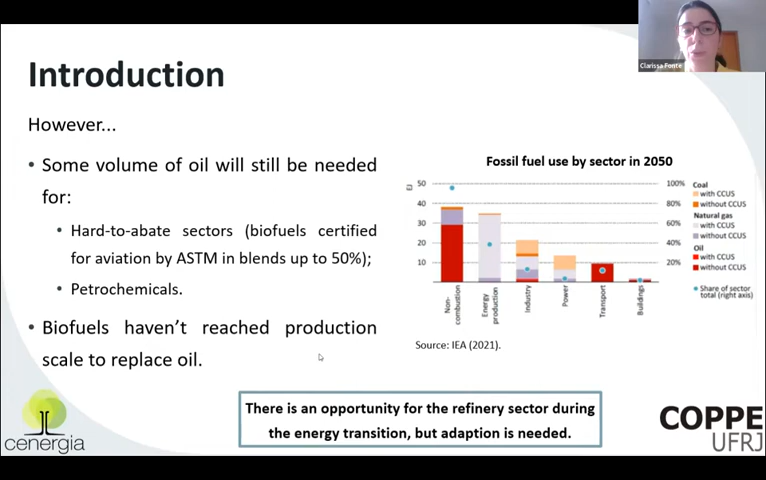 Clarissa Fonte
Introduction
However...
• Some volume of oil will still be needed
for:
• Hard-to-abate sectors (biofuels certified
for aviation by ASTM in blends up to 50%);
• Petrochemicals.
• Biofuels haven't reached production
scale to replace oil.
Fossil fuel use by sector in 2050
EJ
50
40
30
20
10
100%
80%
60%
40%
20%
Non-
combustion
Energy
production
Industry
Power
Transport
Buildings
Coal
with CCUS
without CCUS
Natural gas
with CCUS
without CCUS
Oil
with CCUS
without CCUS
Share of sector
total (right axis)
Source: IEA (2021).
There is an opportunity for the refinery sector during
the energy transition, but adaption is needed.
cenergia
COPPE
UFRJ